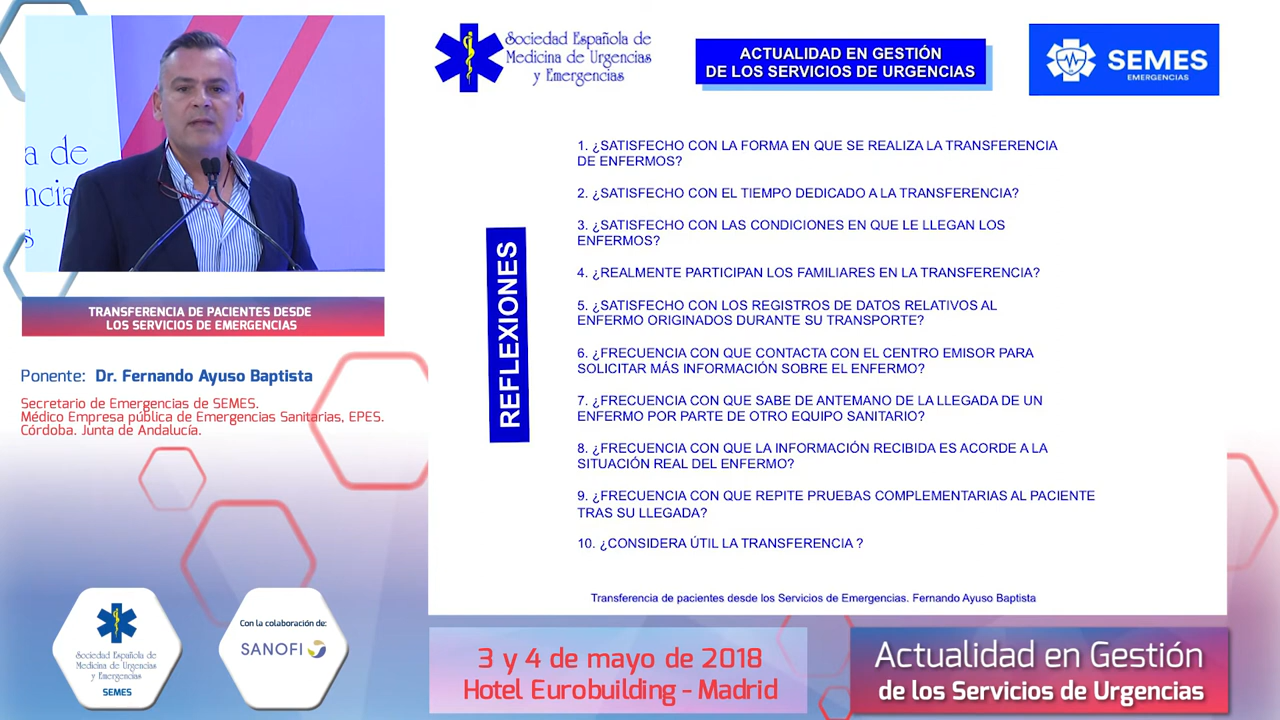 a de
ncia
s
TRANSFERENCIA DE PACIENTES DESDE
LOS SERVICIOS DE EMERGENCIAS
Ponente: Dr. Fernando Ayuso Baptista
Secretario de Emergencias de SEMES.
Médico Empresa pública de Emergencias Sanitarias, EPES.
Córdoba. Junta de Andalucía.
Sociedad Española de
Medicina de Urgencias
y Emergencias
SEMES
Con la colaboración de:
SANOFI
Sociedad Española de
Medicina de Urgencias
y Emergencias
ACTUALIDAD EN GESTIÓN
DE LOS SERVICIOS DE URGENCIAS
SEMES
EMERGENCIAS
REFLEXIONES
1. ¿SATISFECHO CON LA FORMA EN QUE SE REALIZA LA TRANSFERENCIA
DE ENFERMOS?
2. ¿SATISFECHO CON EL TIEMPO DEDICADO A LA TRANSFERENCIA?
3. ¿SATISFECHO CON LAS CONDICIONES EN QUE LE LLEGAN LOS
ENFERMOS?
4. ¿REALMENTE PARTICIPAN LOS FAMILIARES EN LA TRANSFERENCIA?
5. ¿SATISFECHO CON LOS REGISTROS DE DATOS RELATIVOS AL
ENFERMO ORIGINADOS DURANTE SU TRANSPORTE?
6. ¿FRECUENCIA CON QUE CONTACTA CON EL CENTRO EMISOR PARA
SOLICITAR MÁS INFORMACIÓN SOBRE EL ENFERMO?
7. ¿FRECUENCIA CON QUE SABE DE ANTEMANO DE LA LLEGADA DE UN
ENFERMO POR PARTE DE OTRO EQUIPO SANITARIO?
8. ¿FRECUENCIA CON QUE LA INFORMACIÓN RECIBIDA ES ACORDE A LA
SITUACIÓN REAL DEL ENFERMO?
9. ¿FRECUENCIA CON QUE REPITE PRUEBAS COMPLEMENTARIAS AL PACIENTE
TRAS SU LLEGADA?
10. ¿CONSIDERA ÚTIL LA TRANSFERENCIA ?
Transferencia de pacientes desde los Servicios de Emergencias. Fernando Ayuso Baptista
3 y 4 de mayo de 2018
Hotel Eurobuilding - Madrid
Actualidad en Gestión
de los Servicios de Urgencias